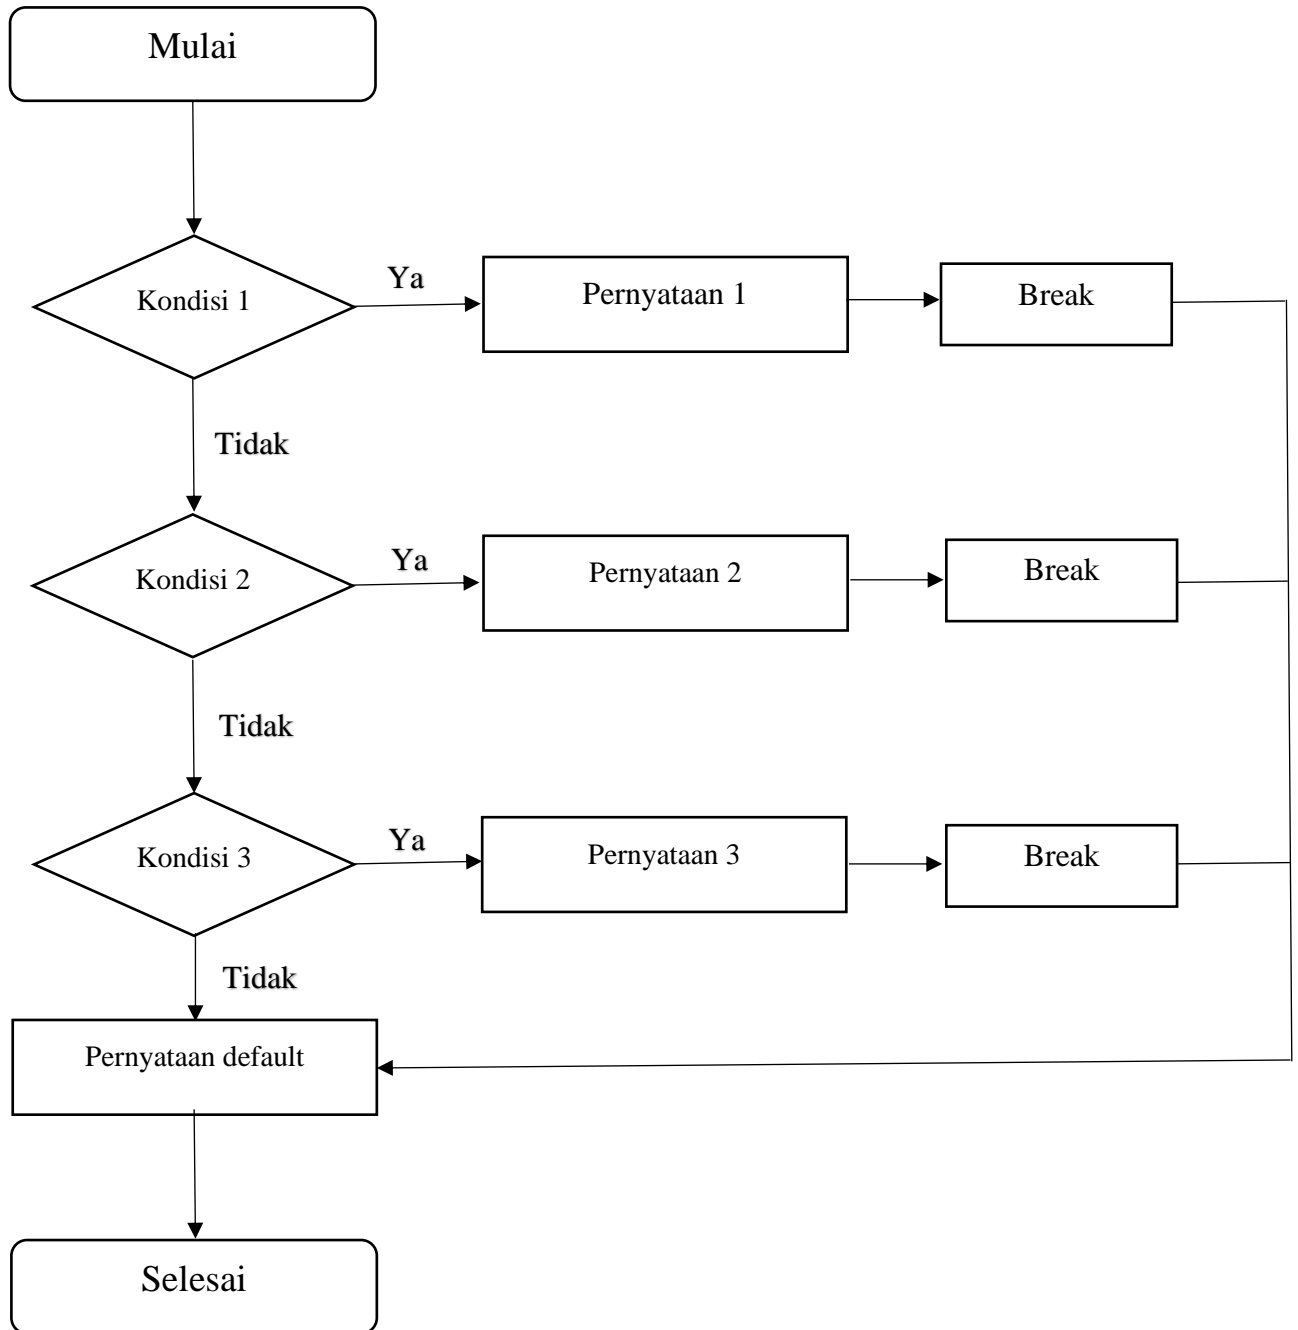 Mulai
Kondisi 1
Ya
Pernyataan 1
Break
Tidak
Kondisi 2
Ya
Pernyataan 2
Break
Tidak
Kondisi 3
Ya
Pernyataan 3
Break
Tidak
Pernyataan default
Selesai